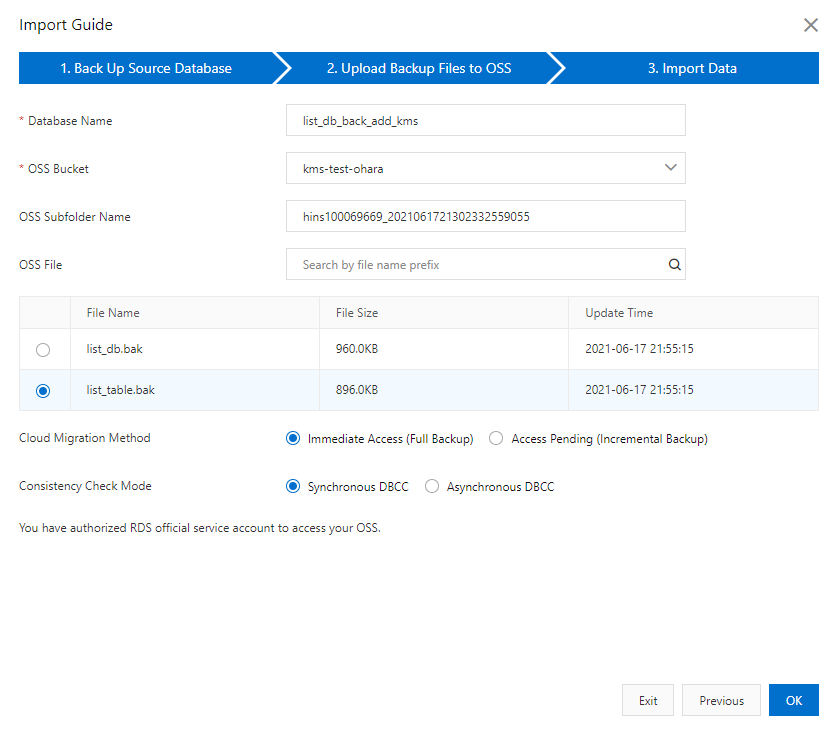 Import Guide
1. Back Up Source Database
2. Upload Backup Files to OSS
3. Import Data
* Database Name
list_db_back_add_kms
* OSS Bucket
kms-test-ohara
OSS Subfolder Name
hins100069669_2021061721302332559055
OSS File
Search by file name prefix
File Name File Size Update Time
list_db.bak 960.0KB 2021-06-17 21:55:15
list_table.bak 896.0KB 2021-06-17 21:55:15
Cloud Migration Method
Immediate Access (Full Backup) Access Pending (Incremental Backup)
Consistency Check Mode
Synchronous DBCC Asynchronous DBCC
You have authorized RDS official service account to access your OSS.
Exit Previous OK